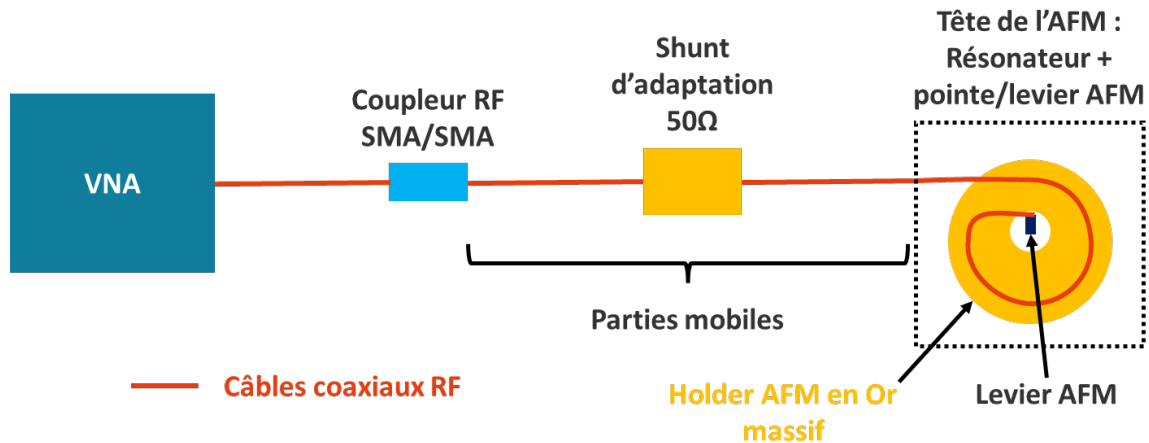 Tête de l’AFM :
Résonateur +
pointe/levier AFM
Shunt
d’adaptation
50Ω
Coupleur RF
SMA/SMA
VNA
Parties mobiles
Câbles coaxiaux RF
Holder AFM en Or
massif
Levier AFM